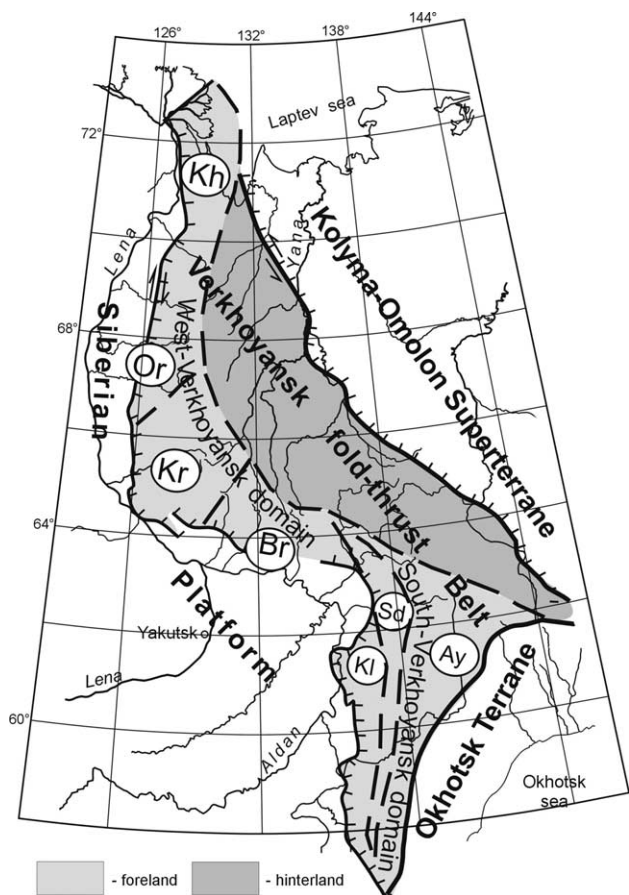 126° 132° 138° 144°
72°
68°
64°
60°
Laptev sea
Kh
Lena
Yana
Kolyma-Omolon Superterrane
Verkhoyansk
fold-thrust
Belt
West-Verkhoyansk domain
Siberian
Platform
Or
Kr
Br
Sd
Kl
Ay
South-Verkhoyansk domain
Yakutsk
Lena
Aldan
Okhotsk Terrane
Okhotsk
sea
- foreland - hinterland